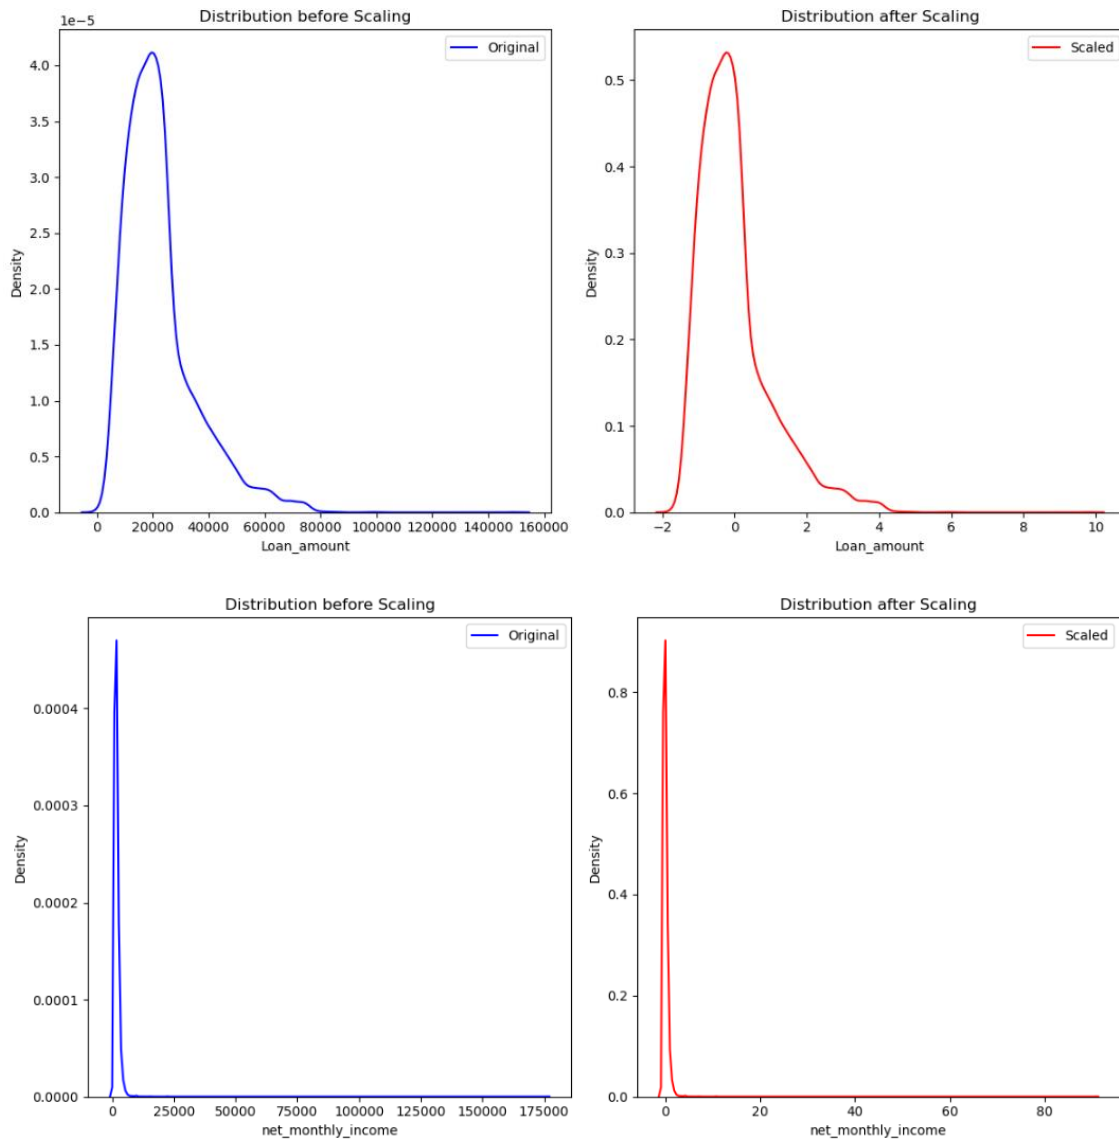 Distribution before Scaling
1e−5
Original
4.0
3.5
3.0
2.5
2.0
1.5
1.0
0.5
0.0
Density
0 20000 40000 60000 80000 100000 120000 140000 160000
Loan_amount
Distribution after Scaling
Scaled
0.5
0.4
0.3
0.2
0.1
0.0
Density
−2 0 2 4 6 8 10
Loan_amount
Distribution before Scaling
Original
0.0004
0.0003
0.0002
0.0001
0.0000
Density
0 25000 50000 75000 100000 125000 150000 175000
net_monthly_income
Distribution after Scaling
Scaled
0.8
0.6
0.4
0.2
0.0
Density
0 20 40 60 80
net_monthly_income